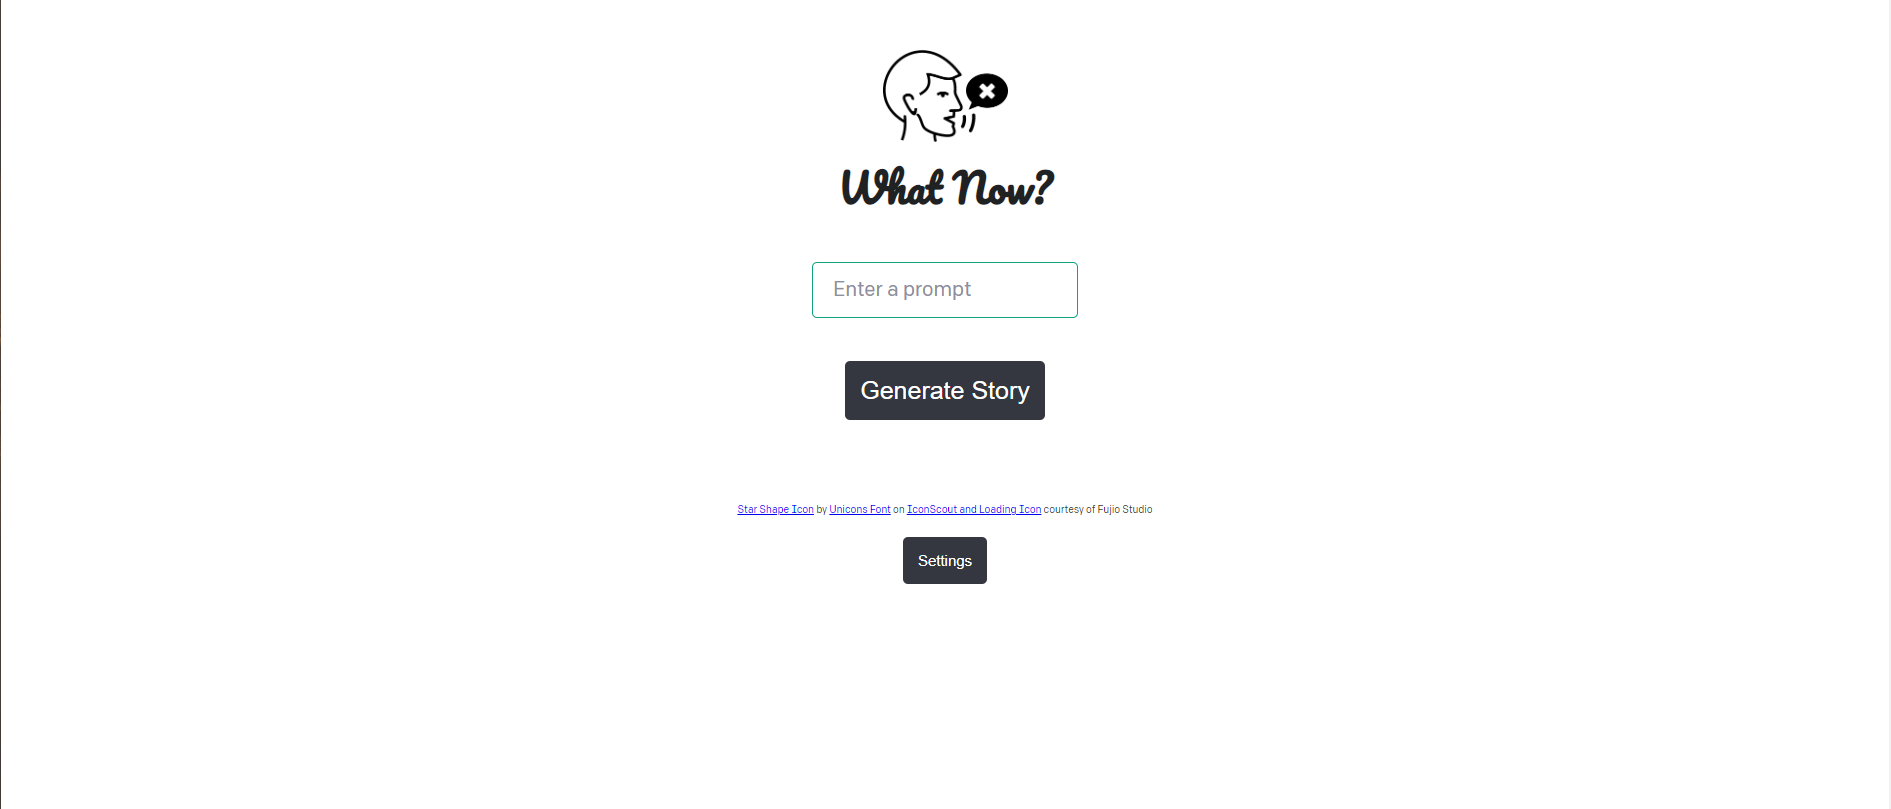 What Now?
Enter a prompt
Generate Story
Star Shape Icon by Unicons Font on IconScout and Loading Icon courtesy of Fujio Studio
Settings